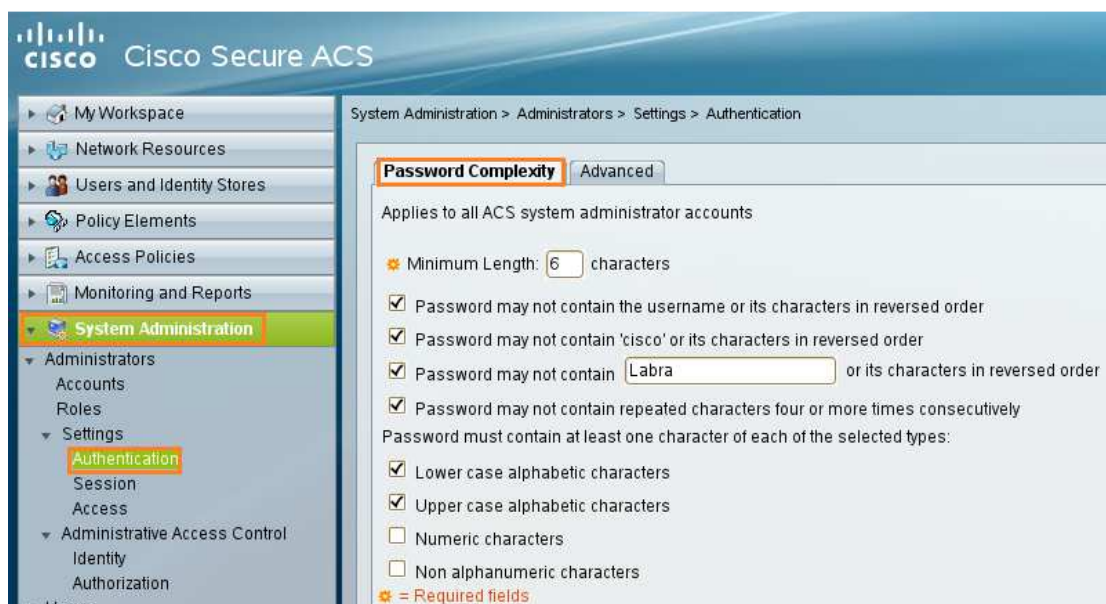 cisco Cisco Secure ACS
My Workspace
Network Resources
Users and Identity Stores
Policy Elements
Access Policies
Monitoring and Reports
System Administration
Administrators
Accounts
Roles
Settings
Authentication
Session
Access
Administrative Access Control
Identity
Authorization
System Administration > Administrators > Settings > Authentication
Password Complexity Advanced
Applies to all ACS system administrator accounts
Minimum Length: 6 characters
Password may not contain the username or its characters in reversed order
Password may not contain 'cisco' or its characters in reversed order
Password may not contain Labra or its characters in reversed order
Password may not contain repeated characters four or more times consecutively
Password must contain at least one character of each of the selected types:
Lower case alphabetic characters
Upper case alphabetic characters
Numeric characters
Non alphanumeric characters
= Required fields